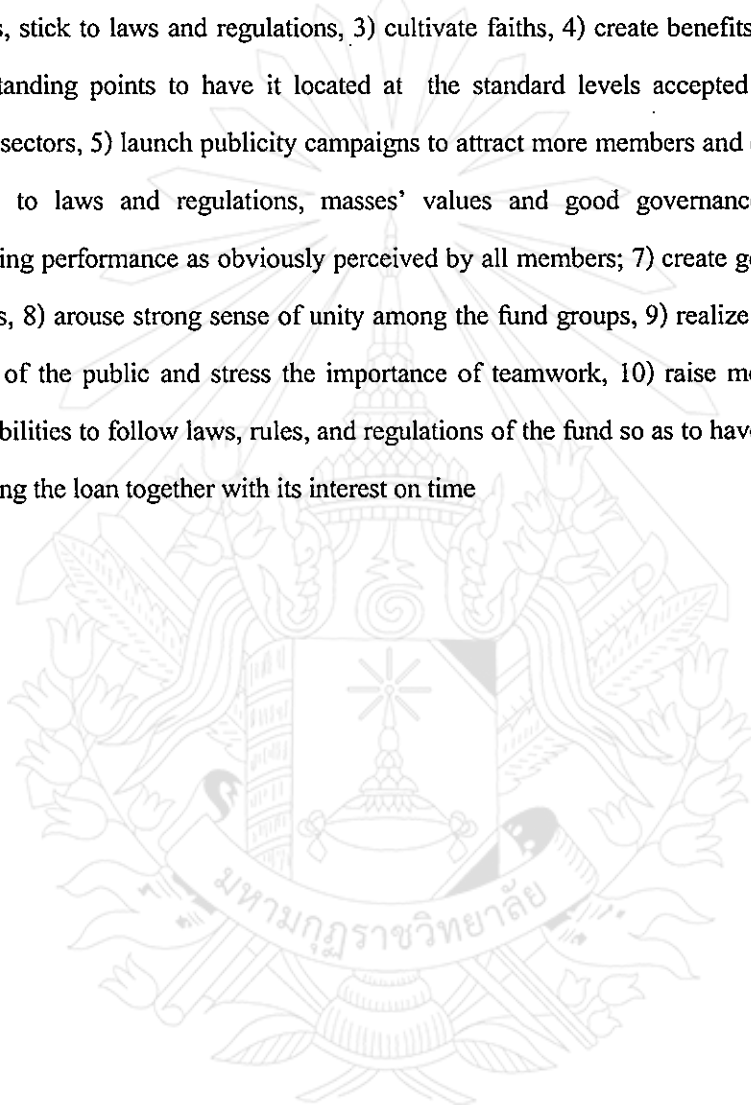 s, stick to laws and regulations, 3) cultivate faiths, 4) create benefits
tanding points to have it located at the standard levels accepted
sectors, 5) launch publicity campaigns to attract more members and
to laws and regulations, masses' values and good governance
ing performance as obviously perceived by all members; 7) create g
s, 8) arouse strong sense of unity among the fund groups, 9) realize
of the public and stress the importance of teamwork, 10) raise m
bilities to follow laws, rules, and regulations of the fund so as to hav
ng the loan together with its interest on time
มหามกุฏราชวิทยาลัย